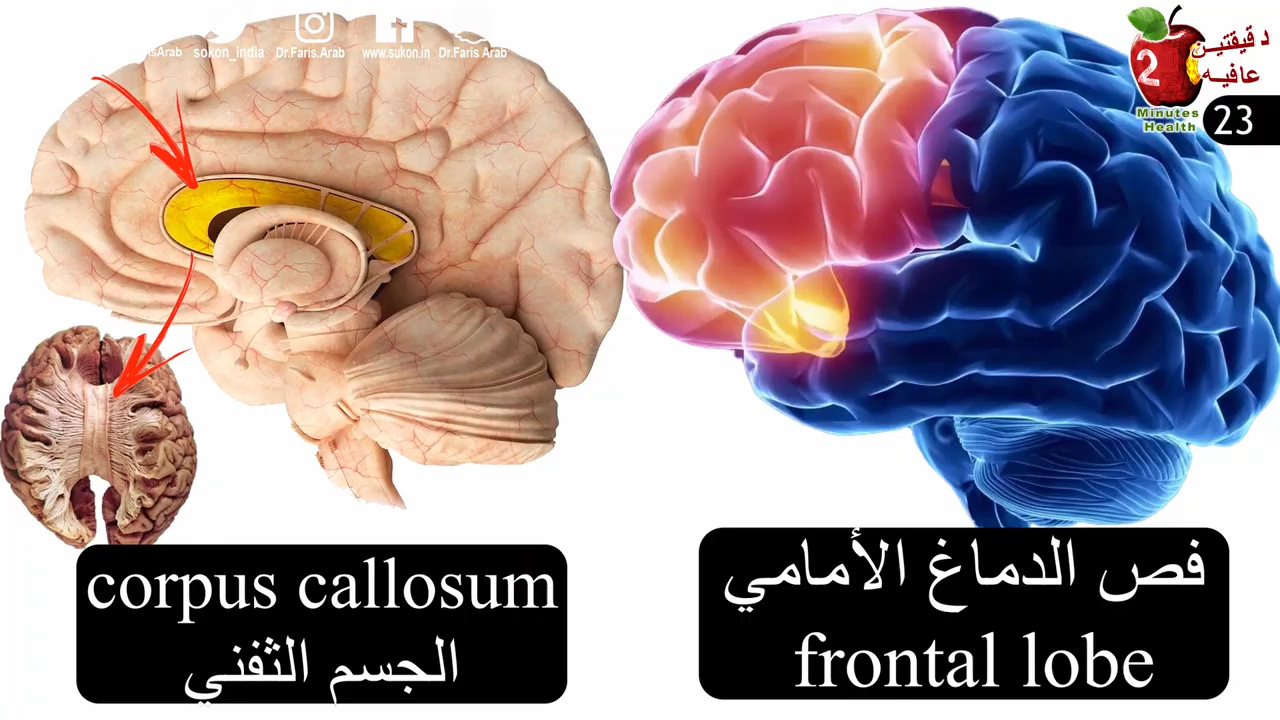 sokon_india
Dr.Faris.Arab
www.sukon.in
Dr.Faris Arab
دقيقتين
عافيه
2
Minutes
Health
23
corpus callosum
الجسم الثفني
فص الدماغ الأمامي
frontal lobe